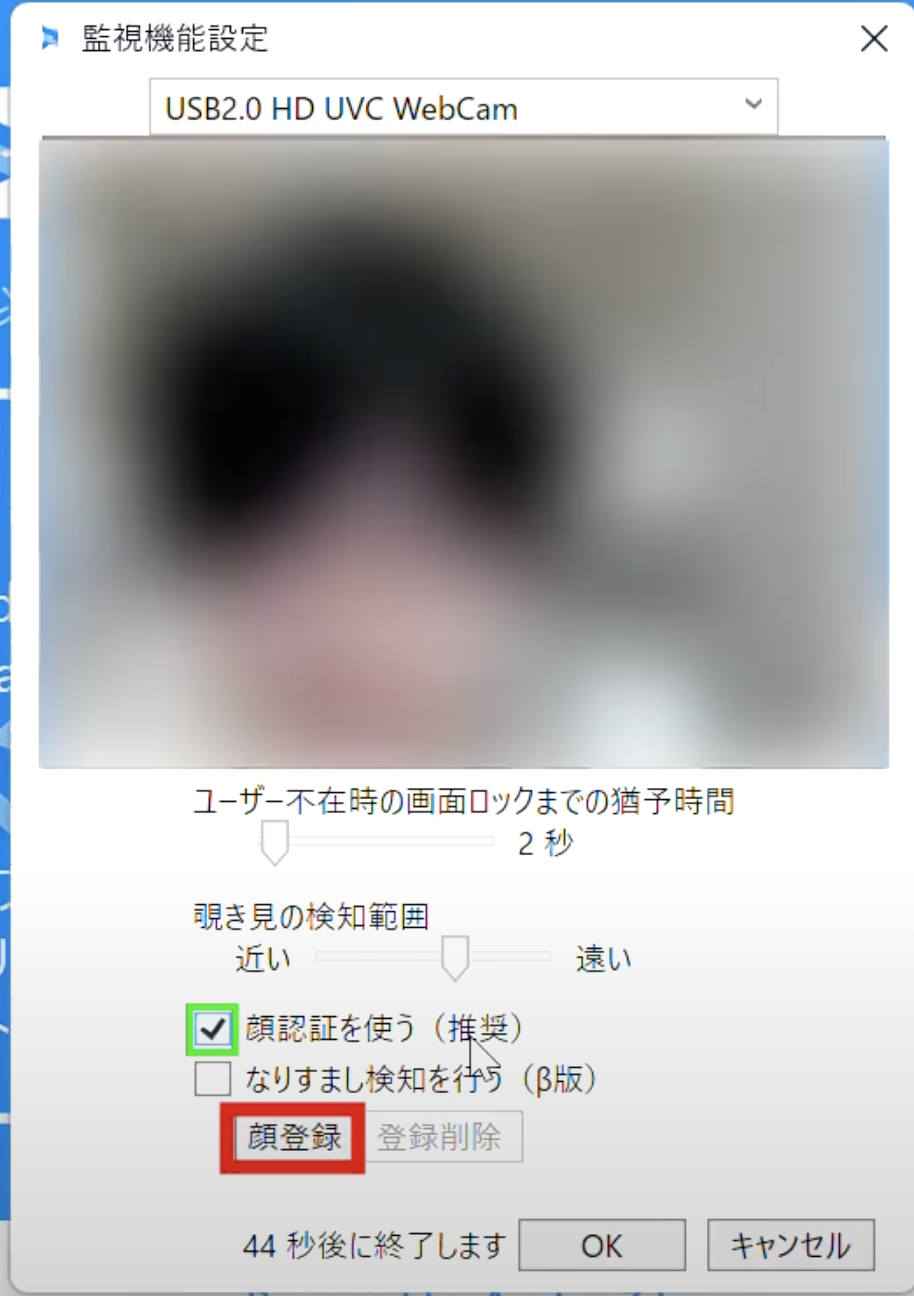 監視機能設定
USB2.0 HD UVC WebCam
ユーザー不在時の画面ロックまでの猶予時間
2 秒
覗き見の検知範囲
近い 遠い
顔認証を使う（推奨）
なりすまし検知を行う（β版）
顔登録 登録削除
44 秒後に終了します OK キャンセル